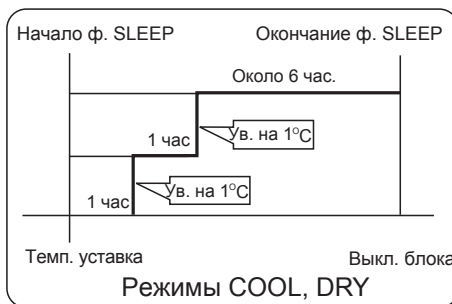 Начало ф. SLEEP
Окончание ф. SLEEP
Около 6 час.
1 час
Ув. на 1°C
1 час
Ув. на 1°C
Темп. уставка
Выкл. блока
Режимы COOL, DRY